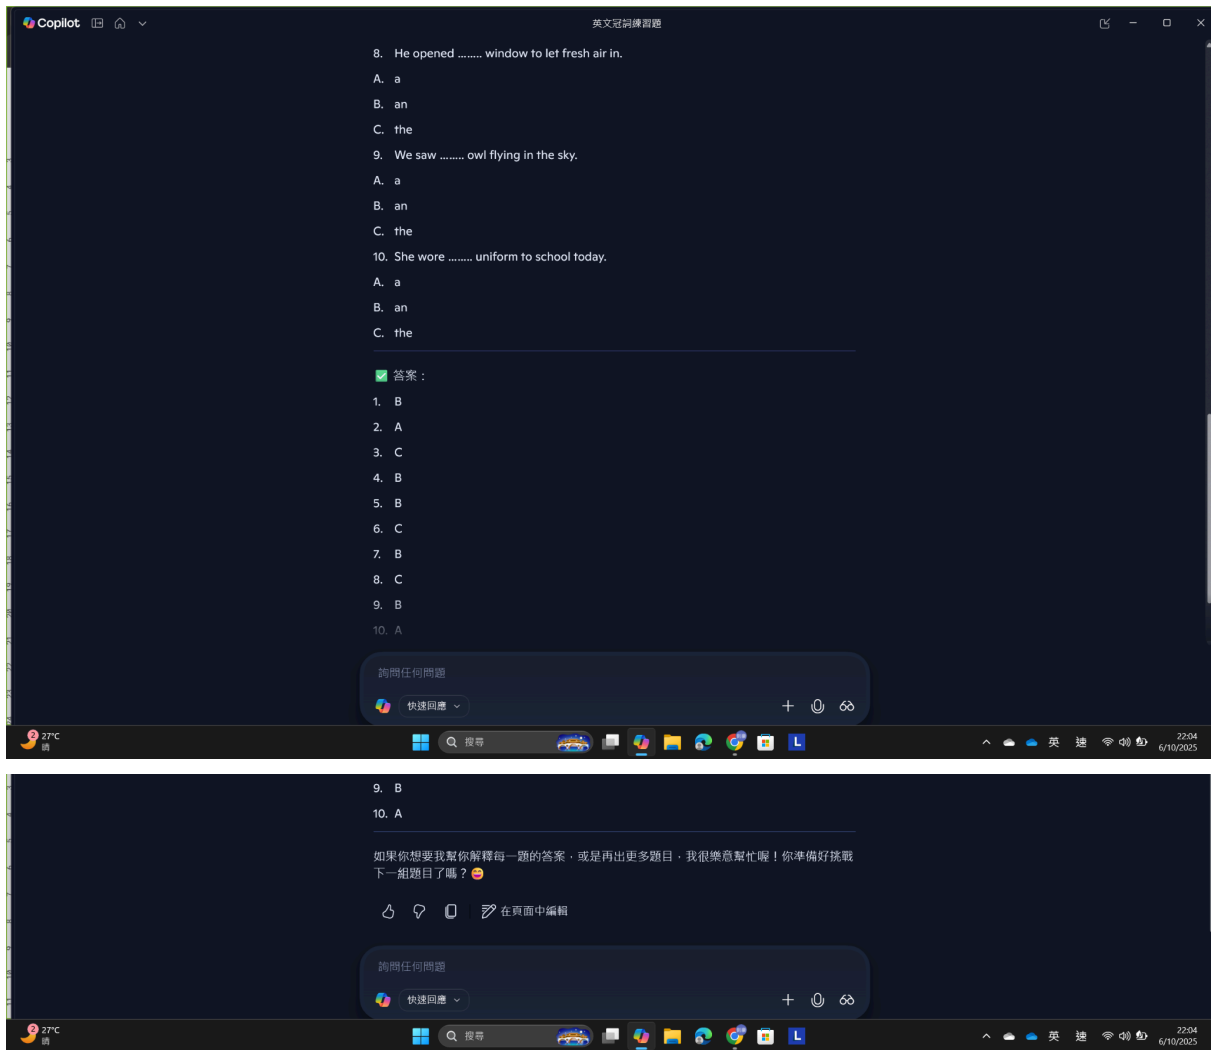 Copilot
英文冠詞練習題
8. He opened ........ window to let fresh air in.
A. a
B. an
C. the
9. We saw ........ owl flying in the sky.
A. a
B. an
C. the
10. She wore ........ uniform to school today.
A. a
B. an
C. the
✅ 答案：
1. B
2. A
3. C
4. B
5. B
6. C
7. B
8. C
9. B
10. A
詢問任何問題
快速回應
2
27°C
晴
搜尋
L
英 速
22:04
6/10/2025
9. B
10. A
如果你想要我幫你解釋每一題的答案，或是再出更多題目，我很樂意幫忙喔！你準備好挑戰
下一組題目了嗎？😄
在頁面中編輯
詢問任何問題
快速回應
2
27°C
晴
搜尋
L
英 速
22:04
6/10/2025